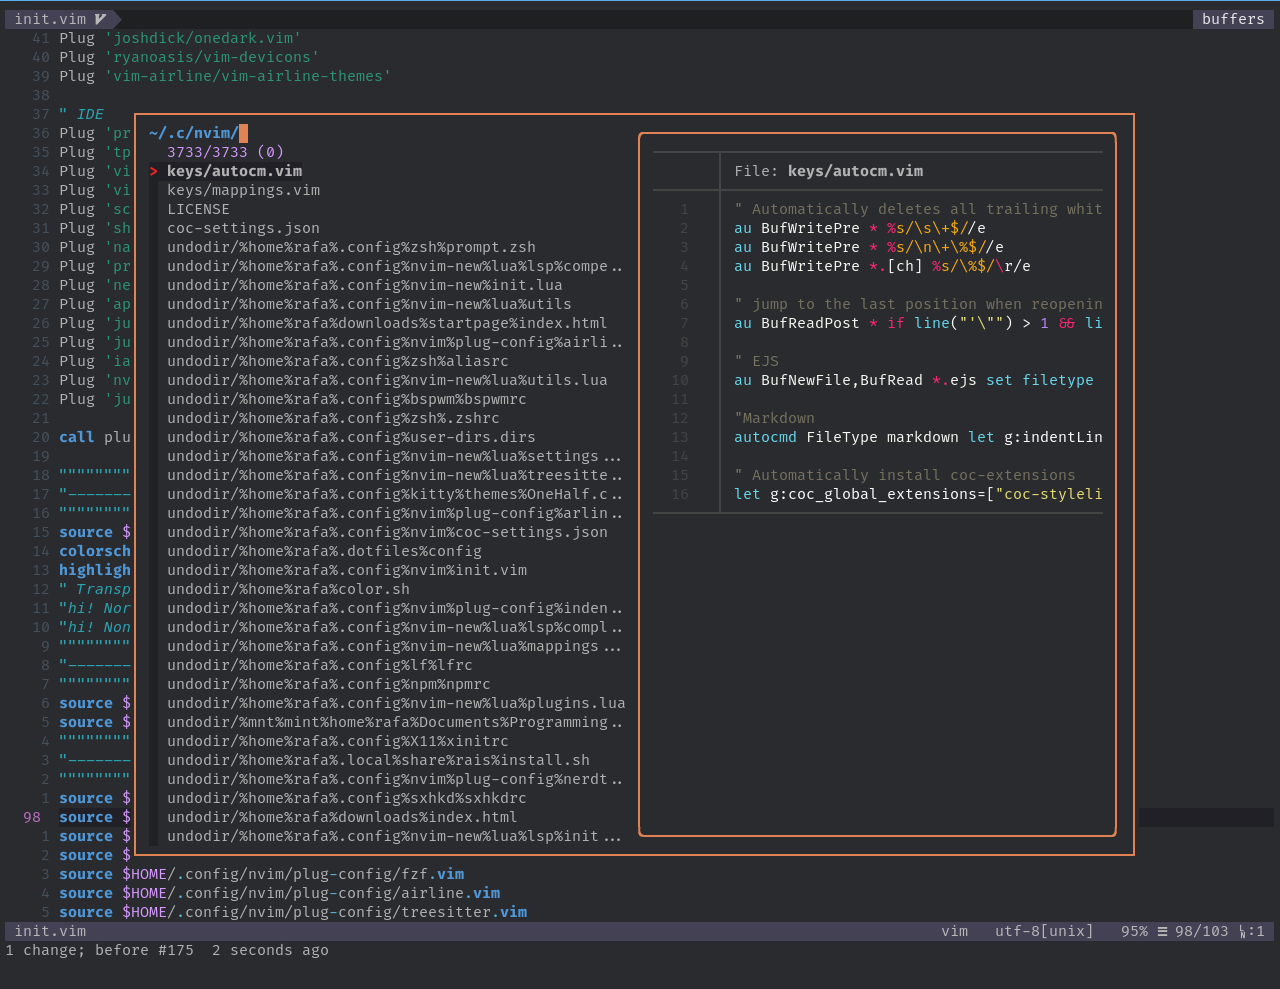 init.vim
buffers
41 Plug 'joshdick/onedark.vim'
40 Plug 'ryanoasis/vim-devicons'
39 Plug 'vim-airline/vim-airline-themes'
38
37 " IDE
36 Plug 'pr
35 Plug 'tp
34 Plug 'vi
33 Plug 'vi
32 Plug 'sc
31 Plug 'sh
30 Plug 'na
29 Plug 'pr
28 Plug 'ne
27 Plug 'ap
26 Plug 'ju
25 Plug 'ju
24 Plug 'ia
23 Plug 'nv
22 Plug 'ju
21
20 call plu
19
18 """"""""
17 "-------
16 """"""""
15 source $
14 colorsch
13 highligh
12 " Transp
11 "hi! Nor
10 "hi! Non
9 """"""""
8 "-------
7 """"""""
6 source $
5 source $
4 """"""""
3 "-------
2 """"""""
1 source $
98 source $
1 source $
2 source $
3 source $HOME/.config/nvim/plug-config/fzf.vim
4 source $HOME/.config/nvim/plug-config/airline.vim
5 source $HOME/.config/nvim/plug-config/treesitter.vim
~/.c/nvim/
3733/3733 (0)
> keys/autocm.vim
keys/mappings.vim
LICENSE
coc-settings.json
undodir/%home%rafa%.config%zsh%prompt.zsh
undodir/%home%rafa%.config%nvim-new%lua%lsp%compe..
undodir/%home%rafa%.config%nvim-new%init.lua
undodir/%home%rafa%.config%nvim-new%lua%utils
undodir/%home%rafa%downloads%startpage%index.html
undodir/%home%rafa%.config%nvim%plug-config%airli..
undodir/%home%rafa%.config%zsh%aliasrc
undodir/%home%rafa%.config%nvim-new%lua%utils.lua
undodir/%home%rafa%.config%bspwm%bspwmrc
undodir/%home%rafa%.config%zsh%.zshrc
undodir/%home%rafa%.config%user-dirs.dirs
undodir/%home%rafa%.config%nvim-new%lua%settings...
undodir/%home%rafa%.config%nvim-new%lua%treesitte..
undodir/%home%rafa%.config%kitty%themes%OneHalf.c..
undodir/%home%rafa%.config%nvim%plug-config%arlin..
undodir/%home%rafa%.config%nvim%coc-settings.json
undodir/%home%rafa%.dotfiles%config
undodir/%home%rafa%.config%nvim%init.vim
undodir/%home%rafa%color.sh
undodir/%home%rafa%.config%nvim%plug-config%inden..
undodir/%home%rafa%.config%nvim-new%lua%lsp%compl..
undodir/%home%rafa%.config%nvim-new%lua%mappings...
undodir/%home%rafa%.config%lf%lfrc
undodir/%home%rafa%.config%npm%npmrc
undodir/%home%rafa%.config%nvim-new%lua%plugins.lua
undodir/%mnt%mint%home%rafa%Documents%Programming..
undodir/%home%rafa%.config%X11%xinitrc
undodir/%home%rafa%.local%share%rais%install.sh
undodir/%home%rafa%.config%nvim%plug-config%nerdt..
undodir/%home%rafa%.config%sxhkd%sxhkdrc
undodir/%home%rafa%downloads%index.html
undodir/%home%rafa%.config%nvim-new%lua%lsp%init...
File: keys/autocm.vim
1 " Automatically deletes all trailing whit
2 au BufWritePre * %s/\s\+$//e
3 au BufWritePre * %s/\n\+\%$//e
4 au BufWritePre *.[ch] %s/\%$/\r/e
5
6 " jump to the last position when reopenin
7 au BufReadPost * if line("'\"") > 1 && li
8
9 " EJS
10 au BufNewFile,BufRead *.ejs set filetype
11
12 "Markdown
13 autocmd FileType markdown let g:indentLin
14
15 " Automatically install coc-extensions
16 let g:coc_global_extensions=["coc-styleli
init.vim
vim utf-8[unix] 95% ☰ 98/103 ㏑:1
1 change; before #175 2 seconds ago